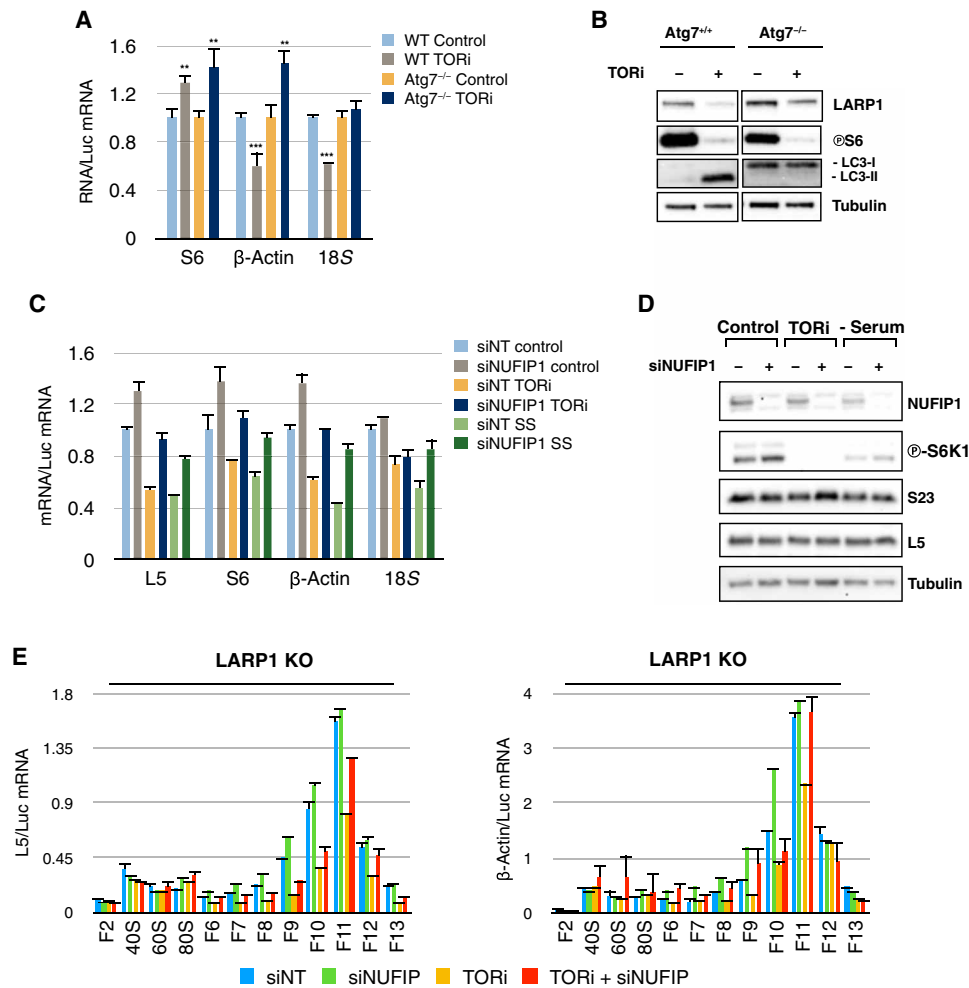 A
RNA/Luc mRNA
1.6
1.2
0.8
0.4
0
** ** *** ** ***
S6 β-Actin 18S
WT Control
WT TORi
Atg7⁻/⁻ Control
Atg7⁻/⁻ TORi
B
Atg7⁺/⁺ Atg7⁻/⁻
TORi – + – +
LARP1
ⓅS6
- LC3-I
- LC3-II
Tubulin
C
mRNA/Luc mRNA
1.6
1.2
0.8
0.4
0
L5 S6 β-Actin 18S
siNT control
siNUFIP1 control
siNT TORi
siNUFIP1 TORi
siNT SS
siNUFIP1 SS
D
Control TORi - Serum
siNUFIP1 – + – + – +
NUFIP1
Ⓟ-S6K1
S23
L5
Tubulin
E
LARP1 KO
L5/Luc mRNA
1.8
1.35
0.9
0.45
0
F2 40S 60S 80S F6 F7 F8 F9 F10 F11 F12 F13
LARP1 KO
β-Actin/Luc mRNA
4
3
2
1
0
F2 40S 60S 80S F6 F7 F8 F9 F10 F11 F12 F13
siNT siNUFIP TORi TORi + siNUFIP